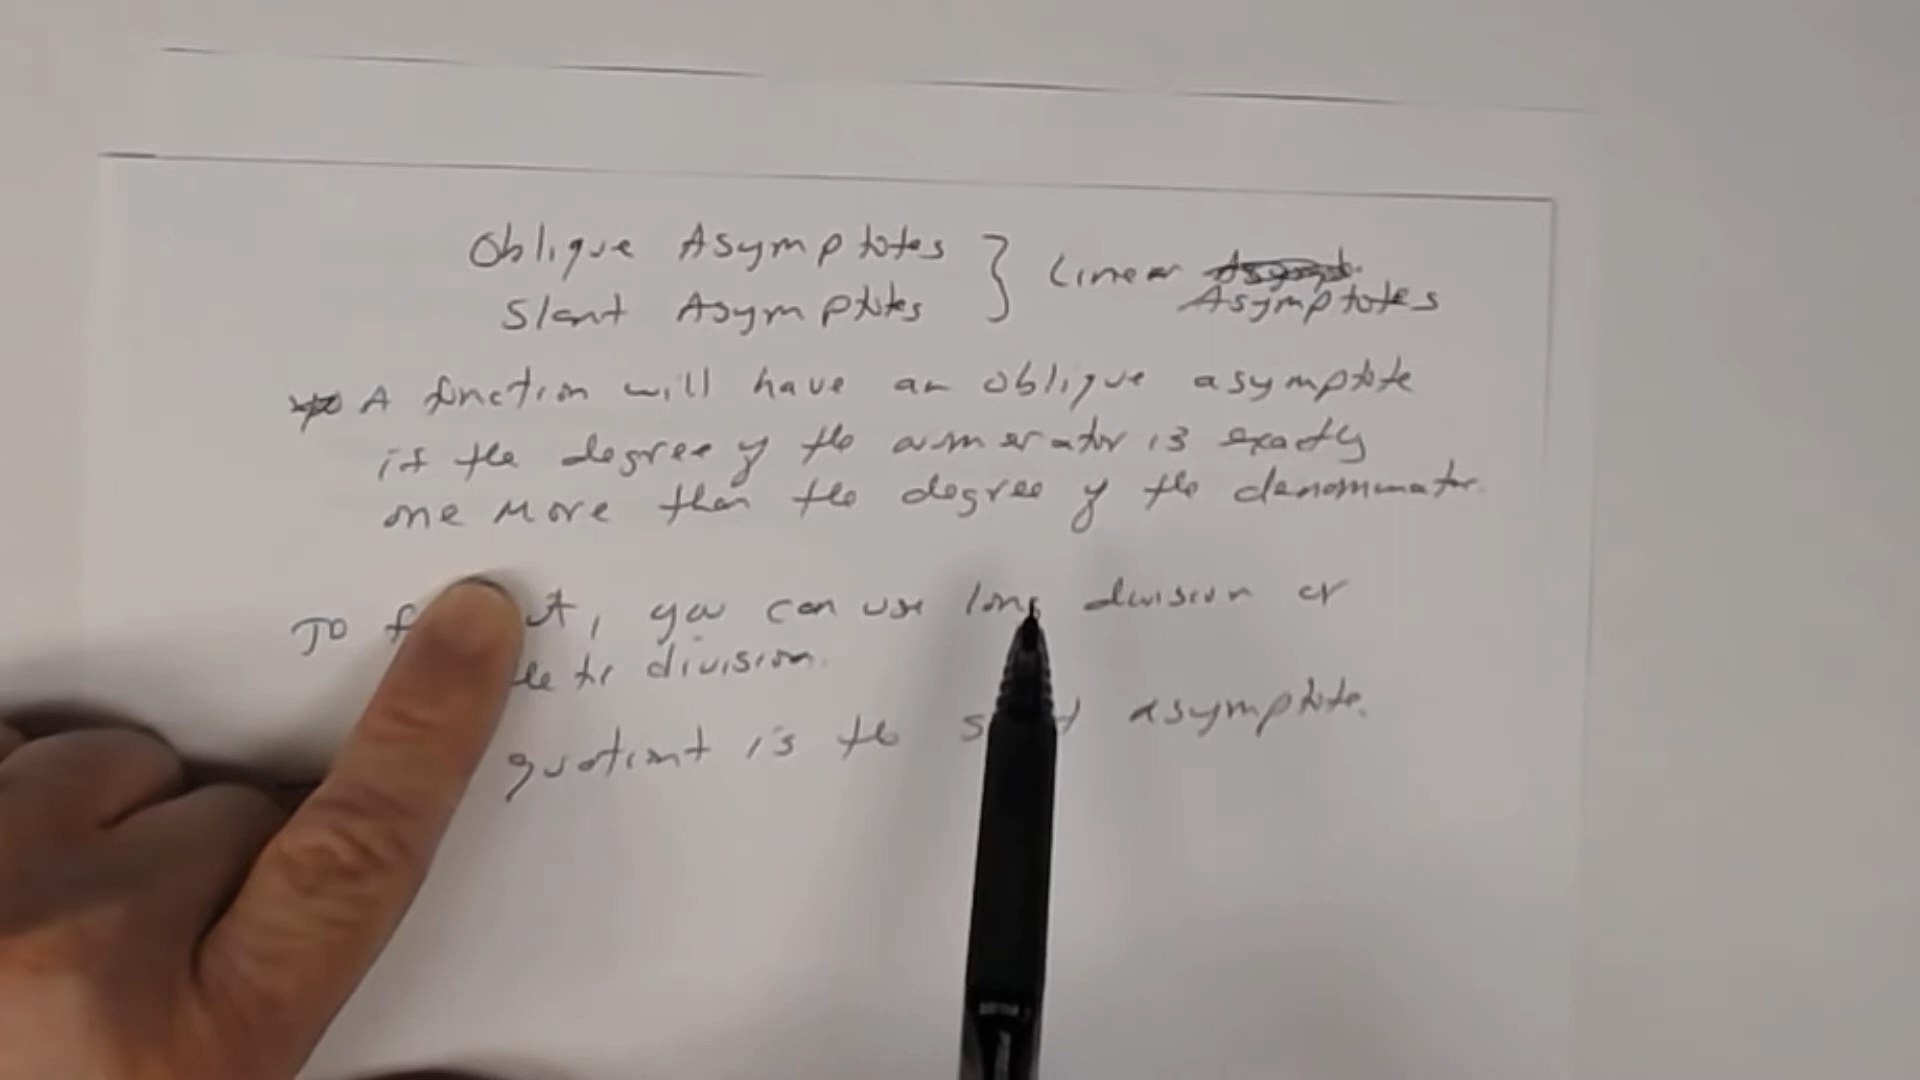 Oblique Asymptotes } Linear
Slant Asymptotes Asymptotes
A function will have an oblique asymptote
if the degree of the numerator is exactly
one more than the degree of the denominator.
To it, you can use long division or
division.
quotient is the asymptote.